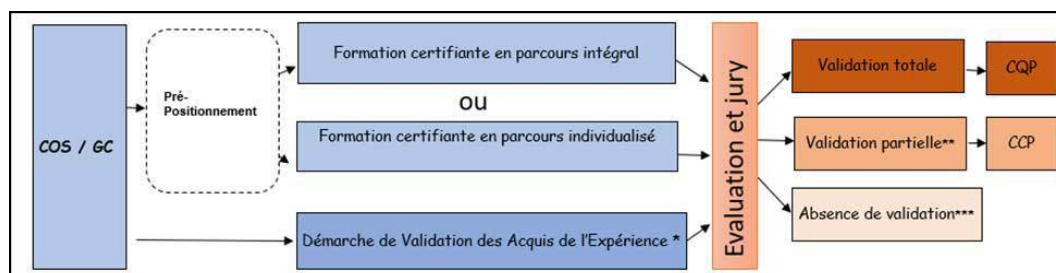 COS / GC
Pré-
Positionnement
Formation certifiante en parcours intégral
ou
Formation certifiante en parcours individualisé
Démarche de Validation des Acquis de l'Expérience *
Evaluation et jury
Validation totale
CQP
Validation partielle**
CCP
Absence de validation***